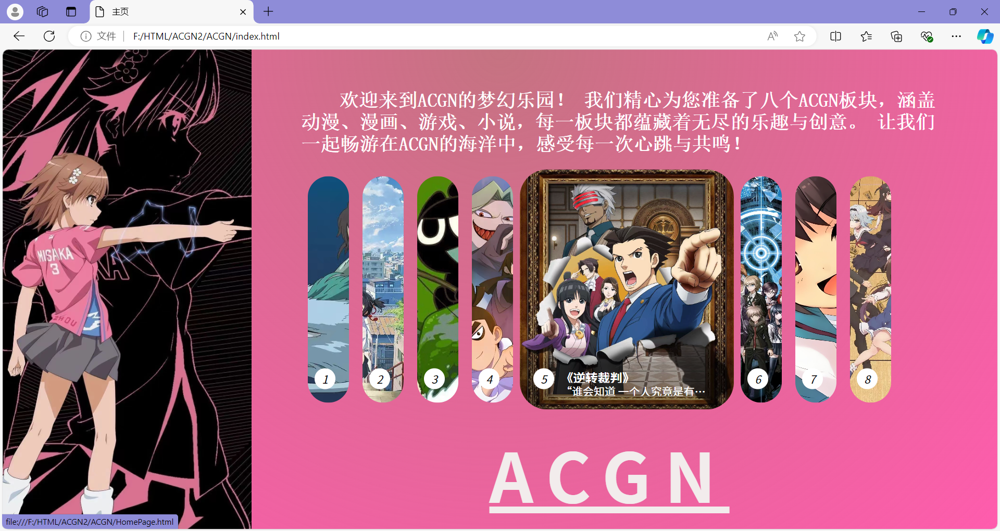 主页
文件
F:/HTML/ACGN2/ACGN/index.html
欢迎来到ACGN的梦幻乐园！ 我们精心为您准备了八个ACGN板块，涵盖
动漫、漫画、游戏、小说，每一板块都蕴藏着无尽的乐趣与创意。 让我们
一起畅游在ACGN的海洋中，感受每一次心跳与共鸣！
MISAKA
3
ZHOU
1
2
3
4
5
《逆转裁判》
“谁会知道 一个人究竟是有…
6
7
8
ACGN
file:///F:/HTML/ACGN2/ACGN/HomePage.html